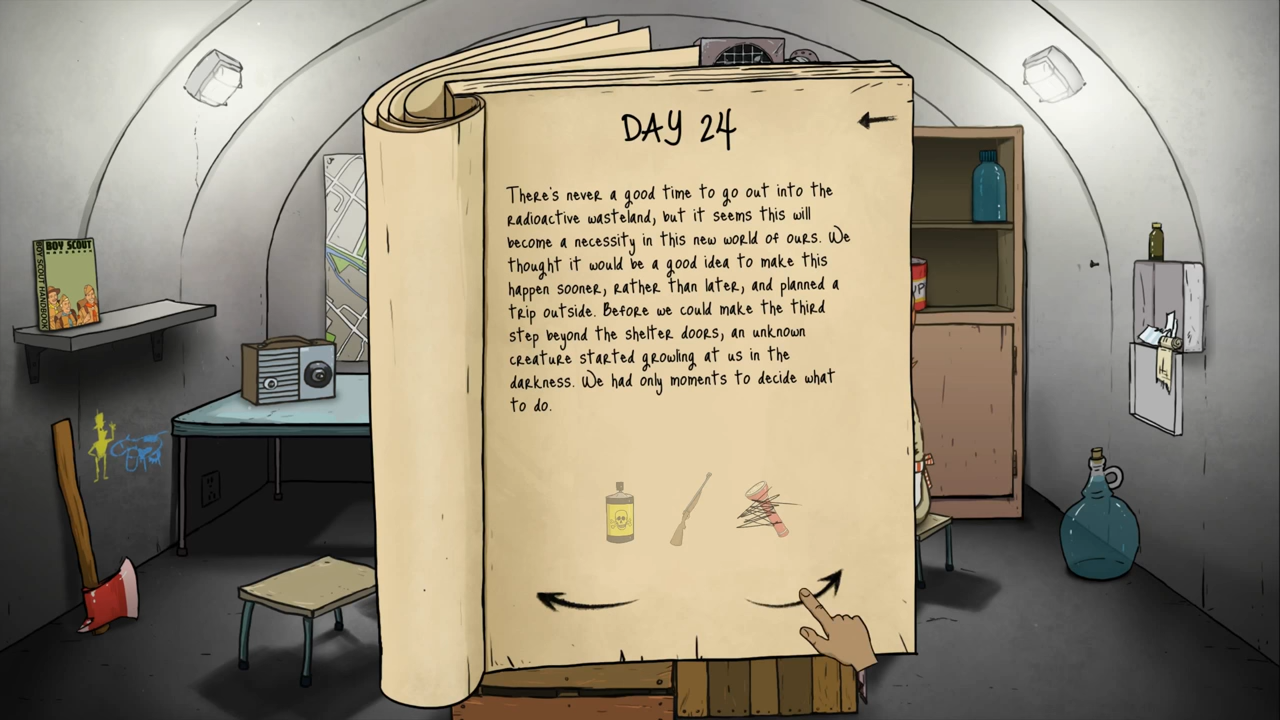 DAY 24
There's never a good time to go out into the
radioactive wasteland, but it seems this will
become a necessity in this new world of ours. We
thought it would be a good idea to make this
happen sooner, rather than later, and planned a
trip outside. Before we could make the third
step beyond the shelter doors, an unknown
creature started growling at us in the
darkness. We had only moments to decide what
to do.
BOY SCOUT
BOY SCOUT HANDBOOK